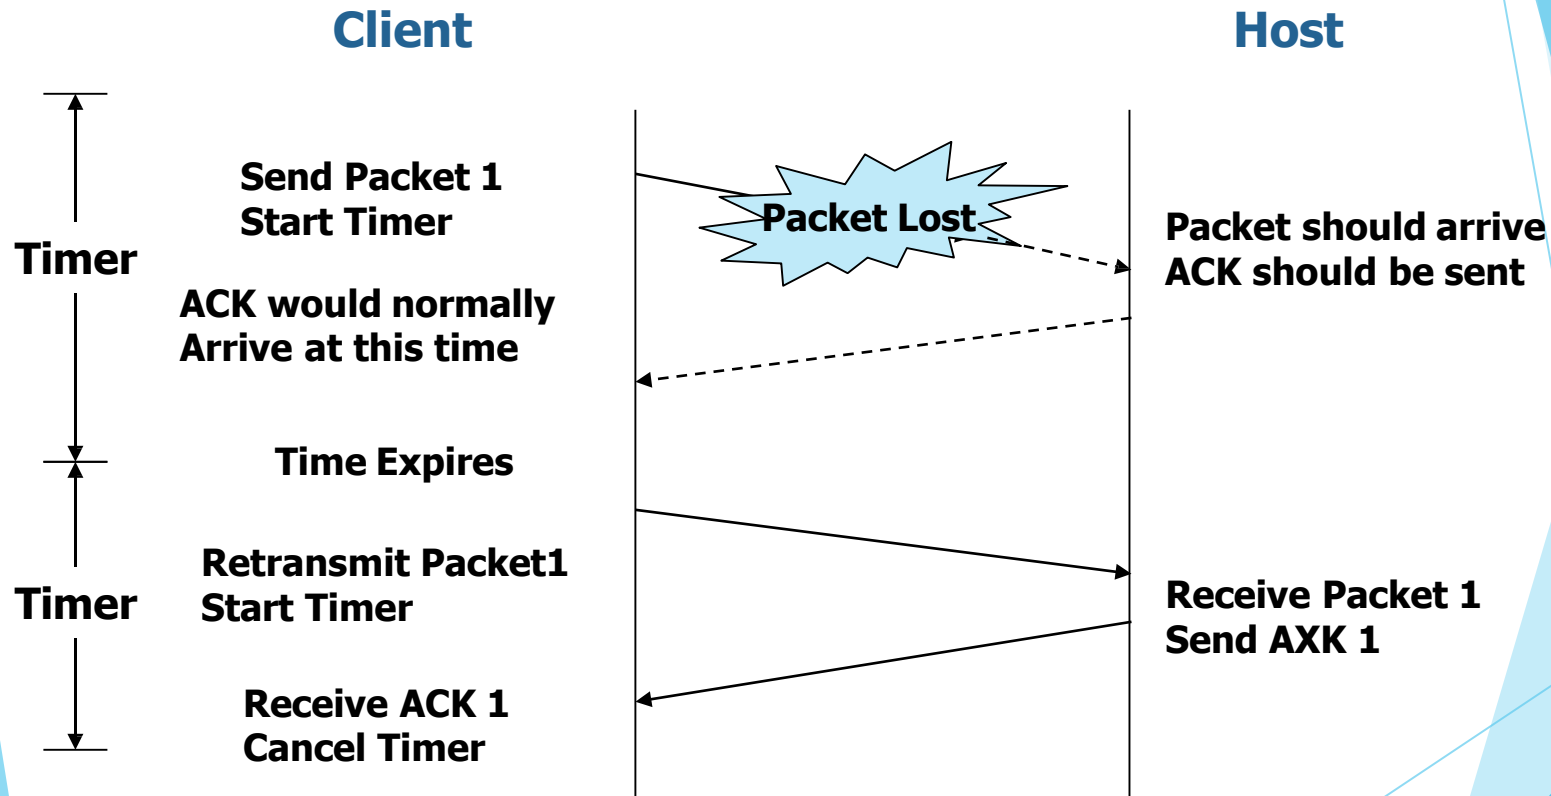 Client
Host
Send Packet 1
Start Timer
Packet Lost
Packet should arrive
ACK should be sent
Timer
ACK would normally
Arrive at this time
Time Expires
Retransmit Packet1
Start Timer
Timer
Receive Packet 1
Send AXK 1
Receive ACK 1
Cancel Timer